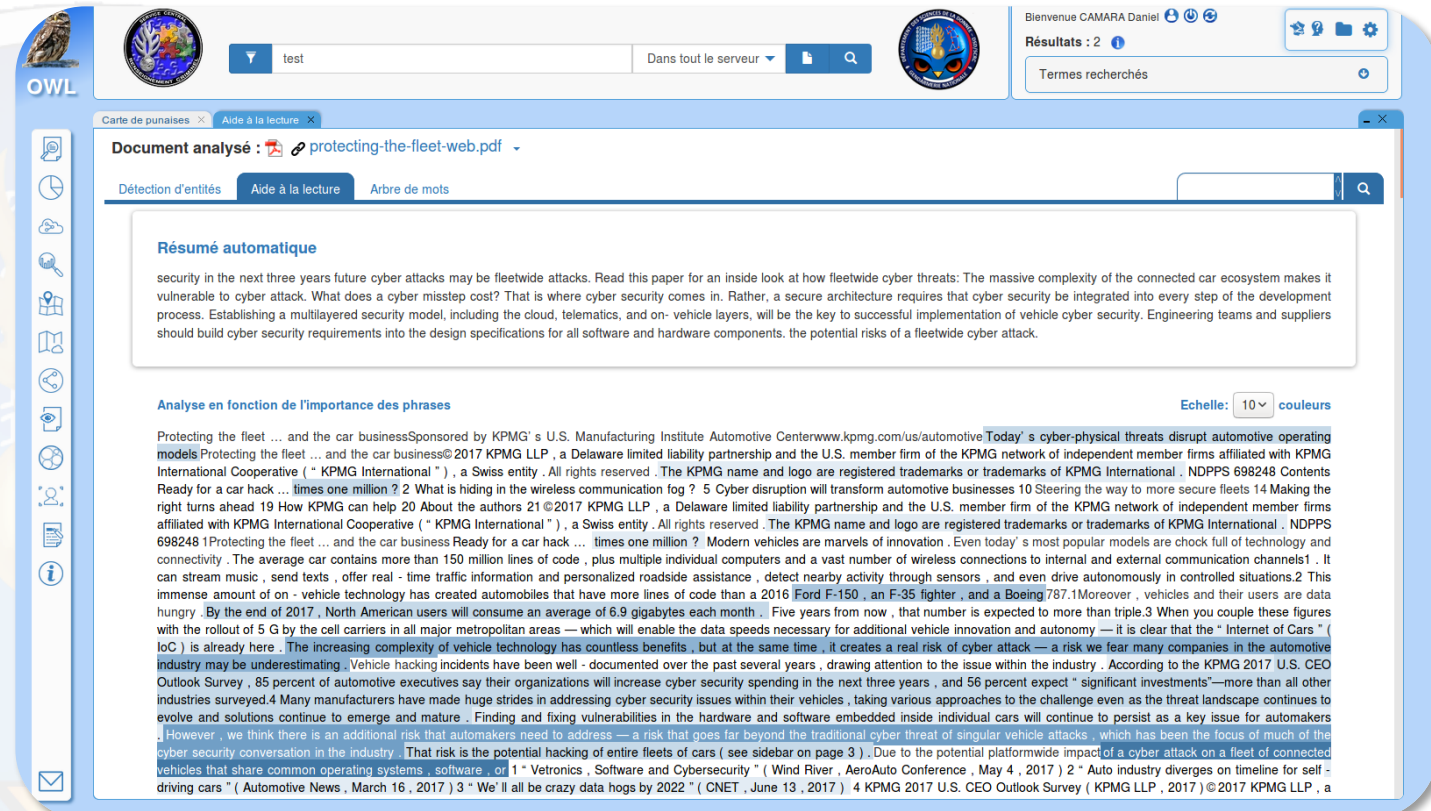 OWL
test
Dans tout le serveur
Bienvenue CAMARA Daniel
Résultats : 2
Termes recherchés
Carte de punaises
Aide à la lecture
Document analysé : protecting-the-fleet-web.pdf
Détection d'entités
Aide à la lecture
Arbre de mots
Résumé automatique
security in the next three years future cyber attacks may be fleetwide attacks. Read this paper for an inside look at how fleetwide cyber threats: The massive complexity of the connected car ecosystem makes it
vulnerable to cyber attack. What does a cyber misstep cost? That is where cyber security comes in. Rather, a secure architecture requires that cyber security be integrated into every step of the development
process. Establishing a multilayered security model, including the cloud, telematics, and on- vehicle layers, will be the key to successful implementation of vehicle cyber security. Engineering teams and suppliers
should build cyber security requirements into the design specifications for all software and hardware components. the potential risks of a fleetwide cyber attack.
Analyse en fonction de l'importance des phrases
Echelle: 10 couleurs
Protecting the fleet … and the car businessSponsored by KPMG' s U.S. Manufacturing Institute Automotive Centerwww.kpmg.com/us/automotive Today' s cyber-physical threats disrupt automotive operating
models Protecting the fleet … and the car business© 2017 KPMG LLP , a Delaware limited liability partnership and the U.S. member firm of the KPMG network of independent member firms affiliated with KPMG
International Cooperative ( “ KPMG International ” ) , a Swiss entity . All rights reserved . The KPMG name and logo are registered trademarks or trademarks of KPMG International . NDPPS 698248 Contents
Ready for a car hack … times one million ? 2 What is hiding in the wireless communication fog ? 5 Cyber disruption will transform automotive businesses 10 Steering the way to more secure fleets 14 Making the
right turns ahead 19 How KPMG can help 20 About the authors 21 © 2017 KPMG LLP , a Delaware limited liability partnership and the U.S. member firm of the KPMG network of independent member firms
affiliated with KPMG International Cooperative ( “ KPMG International ” ) , a Swiss entity . All rights reserved . The KPMG name and logo are registered trademarks or trademarks of KPMG International . NDPPS
698248 1Protecting the fleet … and the car business Ready for a car hack … times one million ? Modern vehicles are marvels of innovation . Even today' s most popular models are chock full of technology and
connectivity . The average car contains more than 150 million lines of code , plus multiple individual computers and a vast number of wireless connections to internal and external communication channels1 . It
can stream music , send texts , offer real - time traffic information and personalized roadside assistance , detect nearby activity through sensors , and even drive autonomously in controlled situations.2 This
immense amount of on - vehicle technology has created automobiles that have more lines of code than a 2016 Ford F-150 , an F-35 fighter , and a Boeing 787.1Moreover , vehicles and their users are data
hungry . By the end of 2017 , North American users will consume an average of 6.9 gigabytes each month . Five years from now , that number is expected to more than triple.3 When you couple these figures
with the rollout of 5 G by the cell carriers in all major metropolitan areas — which will enable the data speeds necessary for additional vehicle innovation and autonomy — it is clear that the “ Internet of Cars ” (
IoC ) is already here . The increasing complexity of vehicle technology has countless benefits , but at the same time , it creates a real risk of cyber attack — a risk we fear many companies in the automotive
industry may be underestimating . Vehicle hacking incidents have been well - documented over the past several years , drawing attention to the issue within the industry . According to the KPMG 2017 U.S. CEO
Outlook Survey , 85 percent of automotive executives say their organizations will increase cyber security spending in the next three years , and 56 percent expect “ significant investments”—more than all other
industries surveyed.4 Many manufacturers have made huge strides in addressing cyber security issues within their vehicles , taking various approaches to the challenge even as the threat landscape continues to
evolve and solutions continue to emerge and mature . Finding and fixing vulnerabilities in the hardware and software embedded inside individual cars will continue to persist as a key issue for automakers
. However , we think there is an additional risk that automakers need to address — a risk that goes far beyond the traditional cyber threat of singular vehicle attacks , which has been the focus of much of the
cyber security conversation in the industry . That risk is the potential hacking of entire fleets of cars ( see sidebar on page 3 ) . Due to the potential platformwide impact of a cyber attack on a fleet of connected
vehicles that share common operating systems , software , or 1 “ Vetronics , Software and Cybersecurity ” ( Wind River , AeroAuto Conference , May 4 , 2017 ) 2 “ Auto industry diverges on timeline for self -
driving cars ” ( Automotive News , March 16 , 2017 ) 3 “ We' ll all be crazy data hogs by 2022 ” ( CNET , June 13 , 2017 ) 4 KPMG 2017 U.S. CEO Outlook Survey ( KPMG LLP , 2017 ) © 2017 KPMG LLP , a